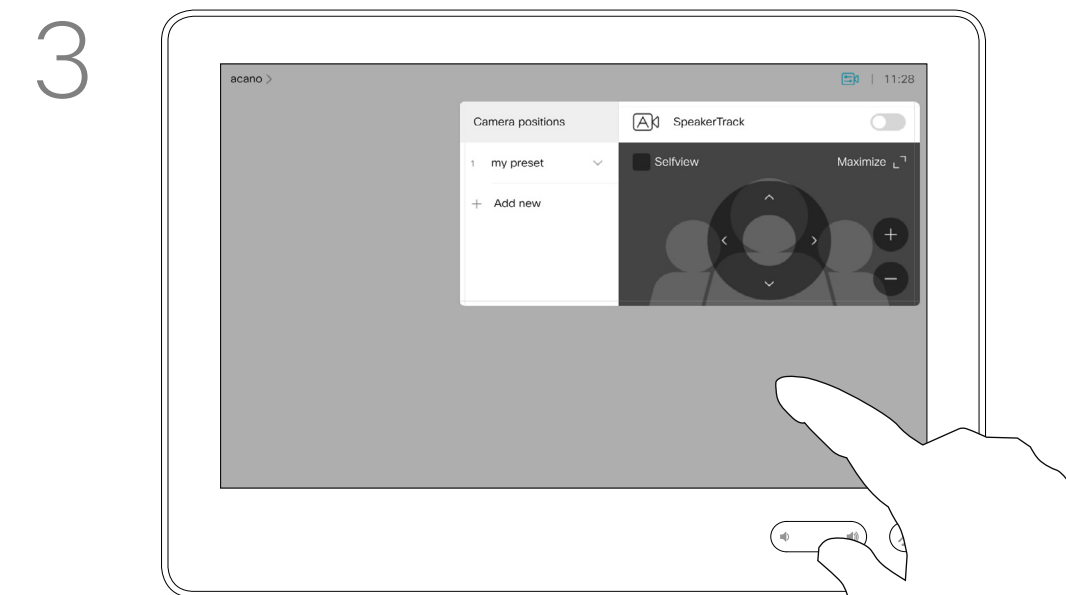 3
acano >
11:28
Camera positions
SpeakerTrack
1 my preset
Selfview
Maximize
+ Add new